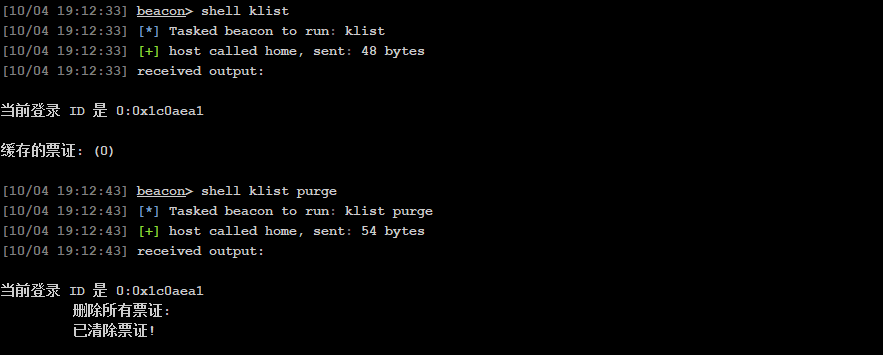 [10/04 19:12:33] beacon> shell klist
[10/04 19:12:33] [*] Tasked beacon to run: klist
[10/04 19:12:33] [+] host called home, sent: 48 bytes
[10/04 19:12:33] received output:
当前登录 ID 是 0:0x1c0aea1
缓存的票证: (0)
[10/04 19:12:43] beacon> shell klist purge
[10/04 19:12:43] [*] Tasked beacon to run: klist purge
[10/04 19:12:43] [+] host called home, sent: 54 bytes
[10/04 19:12:43] received output:
当前登录 ID 是 0:0x1c0aea1
删除所有票证:
已清除票证!